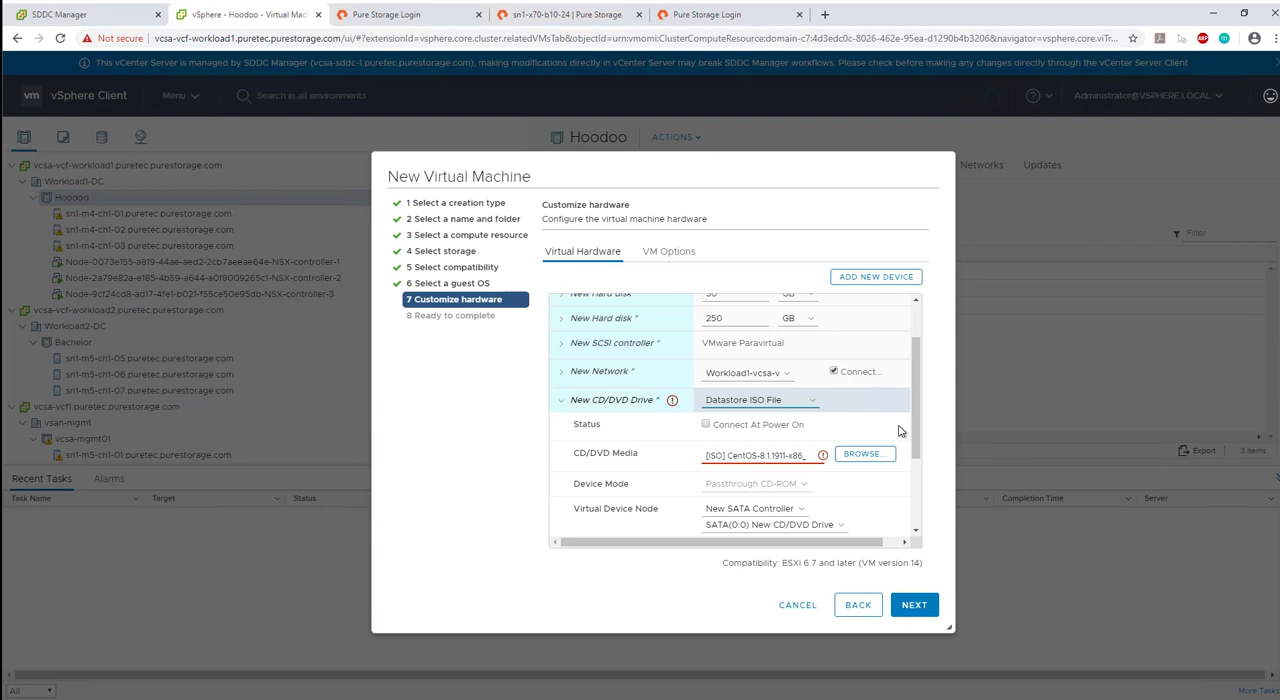 SDDC Manager
vSphere - Hoodoo - Virtual Mac
Pure Storage Login
sn1-x70-b10-24 | Pure Storage
Pure Storage Login
Not secure
vcsa-vcf-workload1.puretec.purestorage.com/ui/#?extensionId=vsphere.core.cluster.relatedVMsTab&objectId=urn:vmomi:ClusterComputeResource:domain-c7:4d3edc0c-8026-462e-95ea-d1290b4b3206&navigator=vsphere.core.viTr...
This vCenter Server is managed by SDDC Manager (vcsa-sddc-1.puretec.purestorage.com), making modifications directly in vCenter Server may break SDDC Manager workflows. Please check before making any changes directly through the vCenter Server Client
vm vSphere Client
Menu
Search in all environments
Administrator@VSPHERE.LOCAL
Hoodoo
ACTIONS
vcsa-vcf-workload1.puretec.purestorage.com
Workload1-DC
Hoodoo
sn1-m4-ch1-01.puretec.purestorage.com
sn1-m4-ch1-02.puretec.purestorage.com
sn1-m4-ch1-03.puretec.purestorage.com
Node-0073a555-a819-44ae-aed2-2cb7aeeae64e-NSX-controller-1
Node-2a79e82a-e185-4b59-a644-a0f8009265c1-NSX-controller-2
Node-9cf24cd8-ad17-4fe1-b021-f55ce50e95db-NSX-controller-3
vcsa-vcf-workload2.puretec.purestorage.com
Workload2-DC
Bachelor
sn1-m5-ch1-05.puretec.purestorage.com
sn1-m5-ch1-06.puretec.purestorage.com
sn1-m5-ch1-07.puretec.purestorage.com
vcsa-vcf1.puretec.purestorage.com
vsan-mgmt
vcsa-mgmt01
sn1-m5-ch1-01.puretec.purestorage.com
Networks
Updates
Filter
Export
3 items
New Virtual Machine
1 Select a creation type
2 Select a name and folder
3 Select a compute resource
4 Select storage
5 Select compatibility
6 Select a guest OS
7 Customize hardware
8 Ready to complete
Customize hardware
Configure the virtual machine hardware
Virtual Hardware
VM Options
ADD NEW DEVICE
New Hard disk * 250 GB
New SCSI controller * VMware Paravirtual
New Network * Workload1-vcsa-v Connect...
New CD/DVD Drive * Datastore ISO File
Status Connect At Power On
CD/DVD Media [ISO] CentOS-8.1.1911-x86_ BROWSE...
Device Mode Passthrough CD-ROM
Virtual Device Node New SATA Controller
SATA(0:0) New CD/DVD Drive
Compatibility: ESXi 6.7 and later (VM version 14)
CANCEL
BACK
NEXT
Recent Tasks
Alarms
Task Name
Target
Status
Completion Time
Server
All
More Tasks